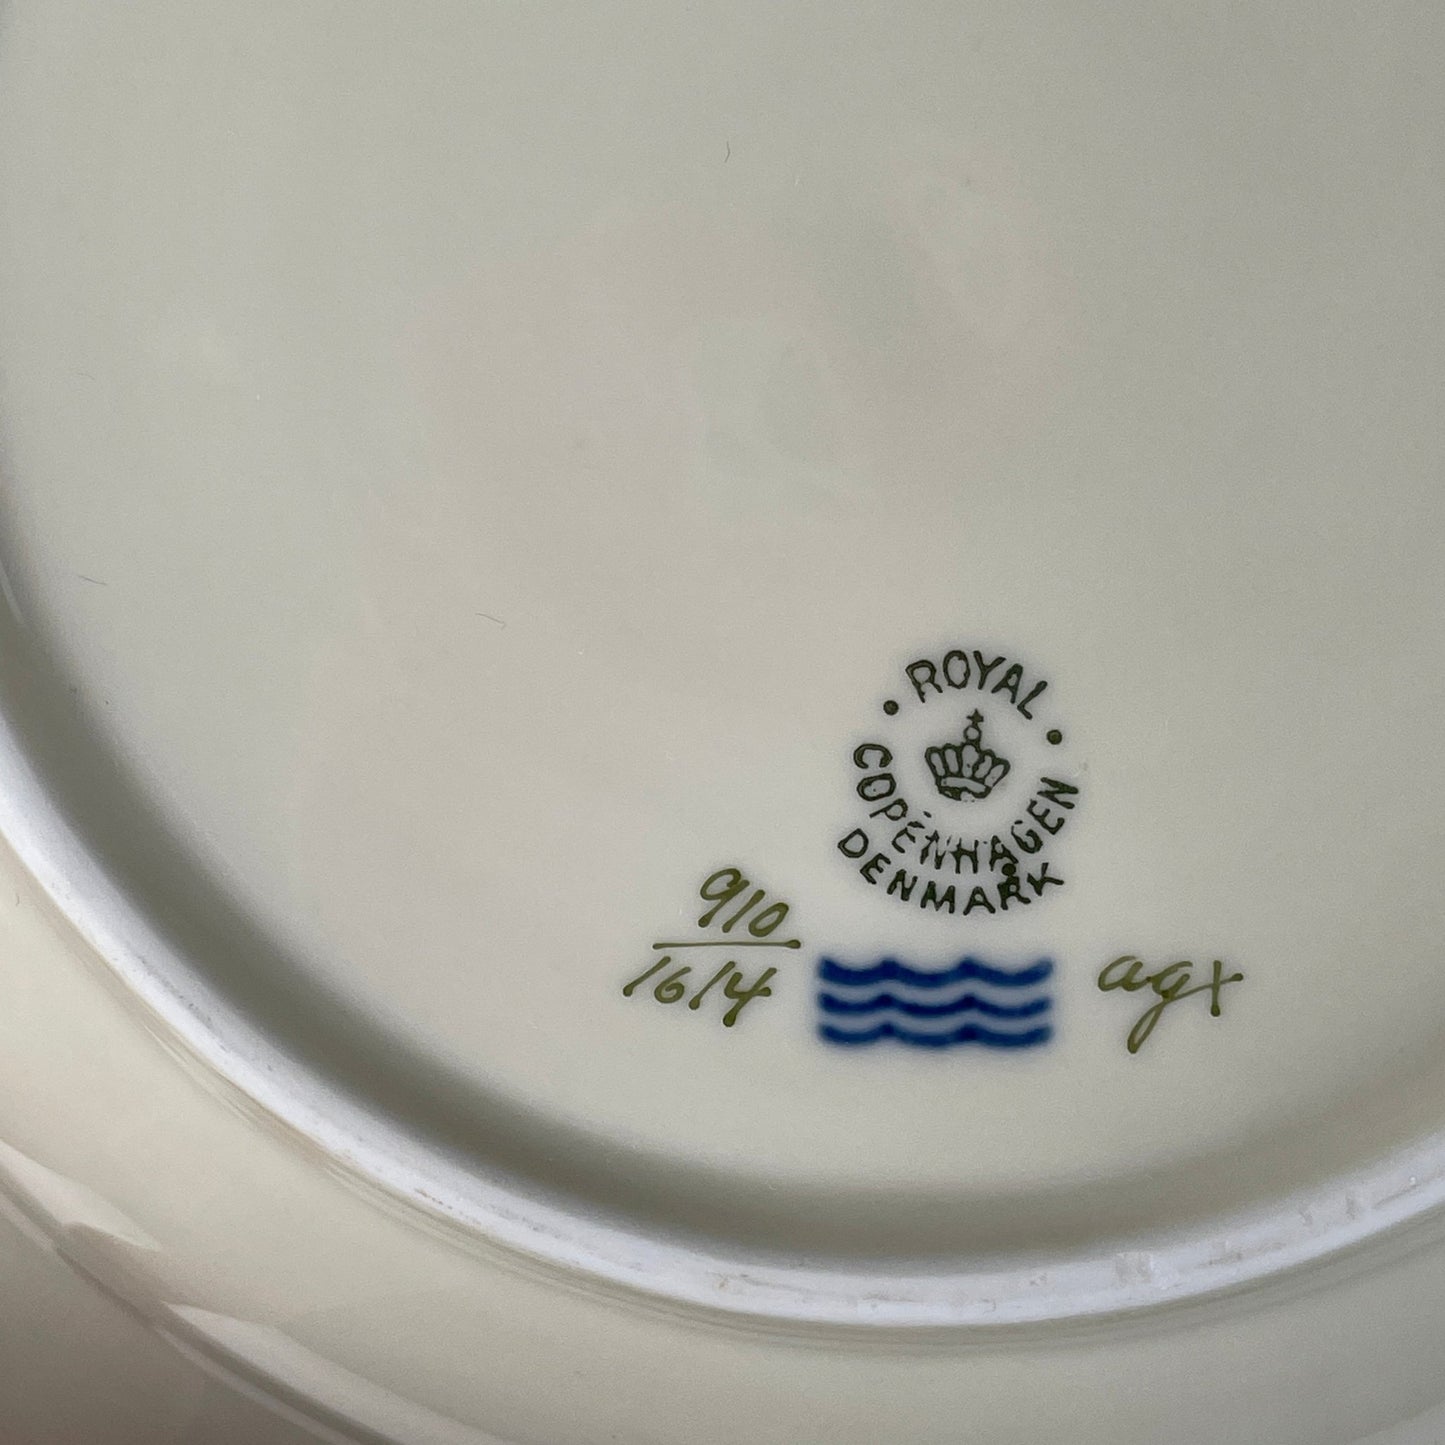 ROYAL
COPENHAGEN
DENMARK
910
1614
agx